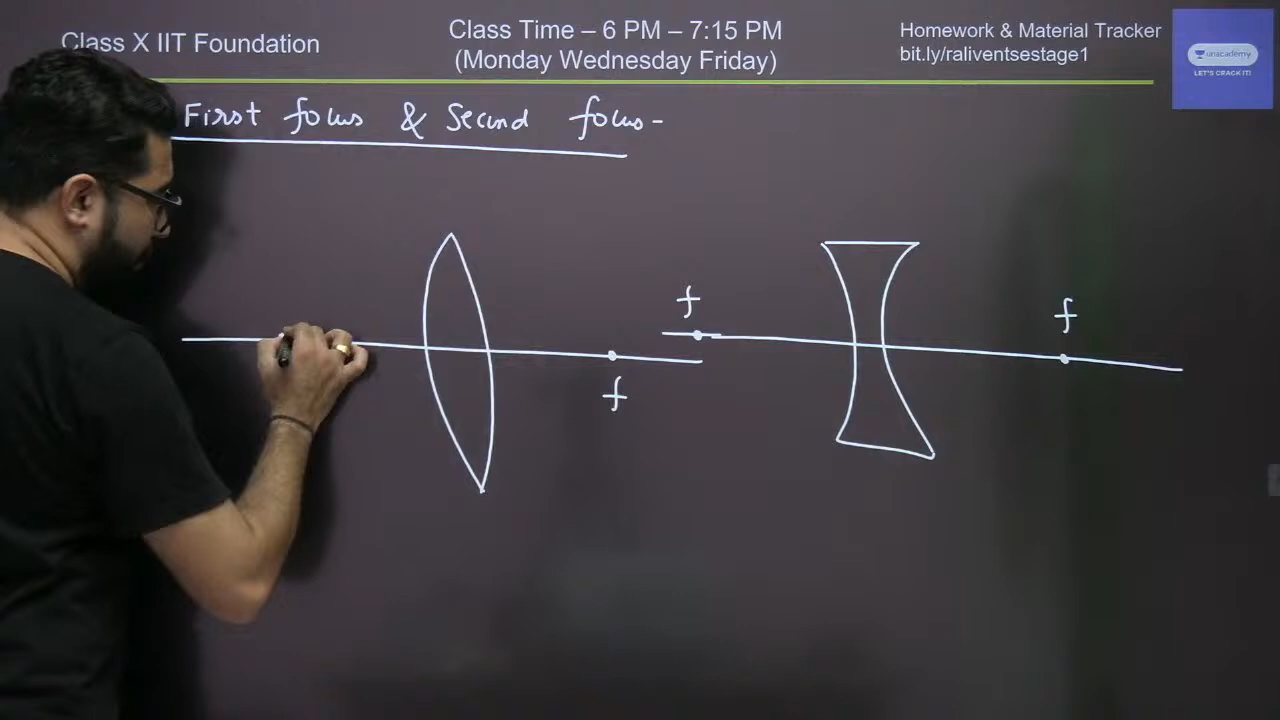 Class X IIT Foundation
Class Time – 6 PM – 7:15 PM
(Monday Wednesday Friday)
Homework & Material Tracker
bit.ly/raliventsestage1
unacademy
LET'S CRACK IT!
First focus & Second focus-
f
f
f
f